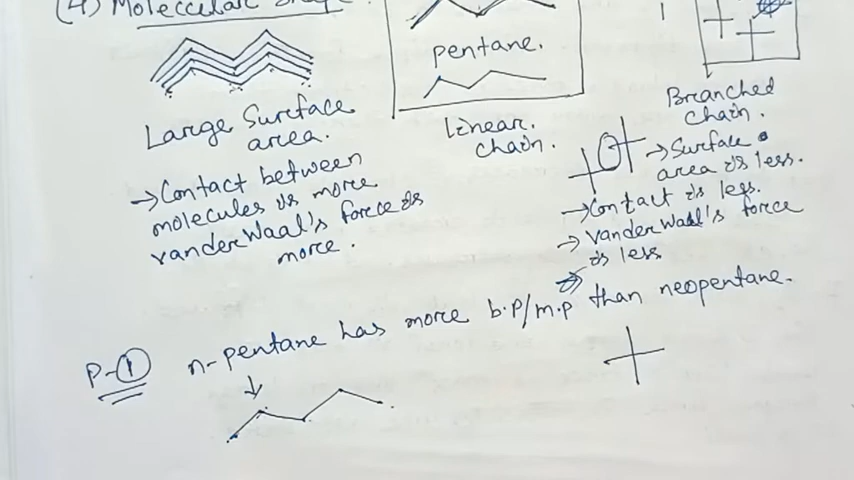 (4) Moleccular
Large Surface
area.
→Contact between
molecules is more
vanderWaal's force is
more.
pentane.
linear.
chain.
Branched
chain.
→Surface
area is less.
→Contact is less.
→vanderWaal's force
is less
P-1 n-pentane has more b.p/m.p than neopentane.